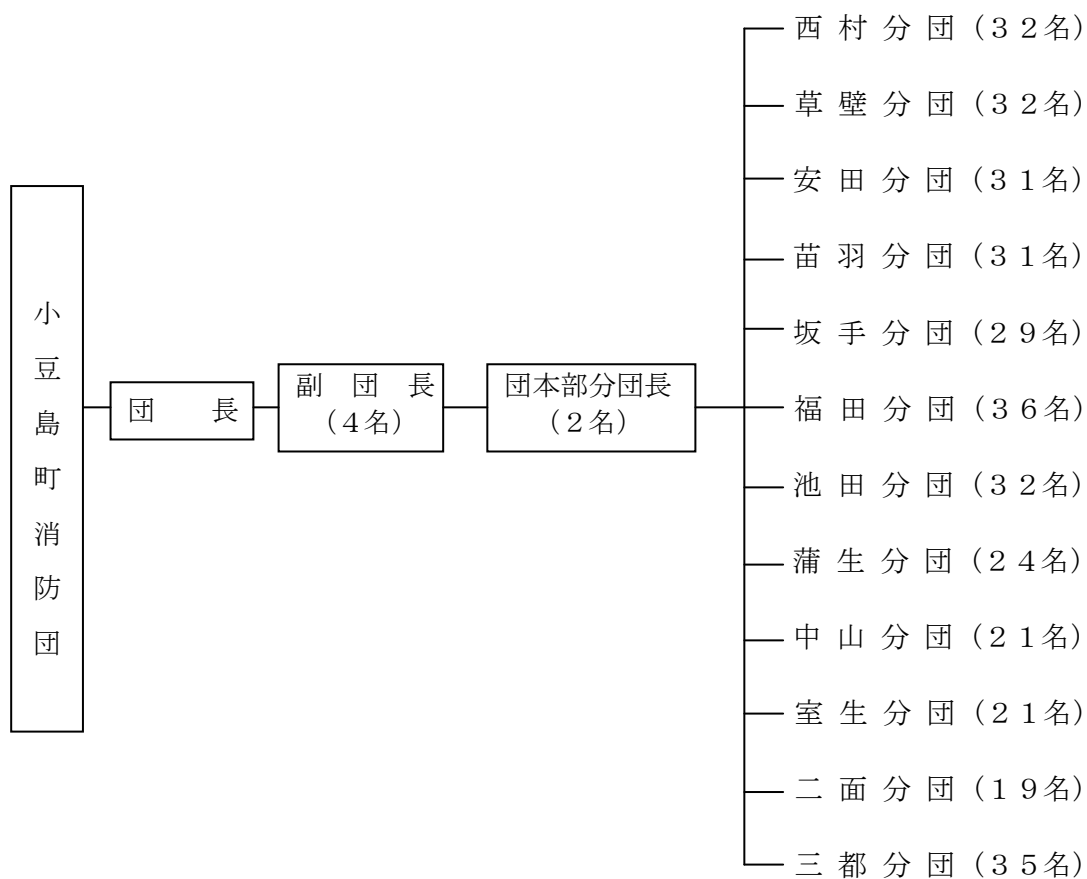 小豆島町消防団
団　　長
副　団　長
（４名）
団本部分団長
（２名）
西 村 分 団（３２名）
草 壁 分 団（３２名）
安 田 分 団（３１名）
苗 羽 分 団（３１名）
坂 手 分 団（２９名）
福 田 分 団（３６名）
池 田 分 団（３２名）
蒲 生 分 団（２４名）
中 山 分 団（２１名）
室 生 分 団（２１名）
二 面 分 団（１９名）
三 都 分 団（３５名）